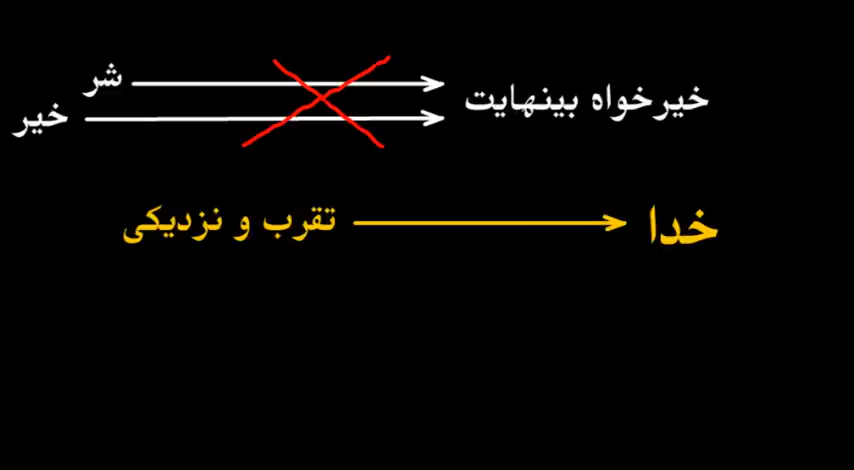 شر
خیر
خیرخواه بینهایت
خدا
تقرب و نزدیکی